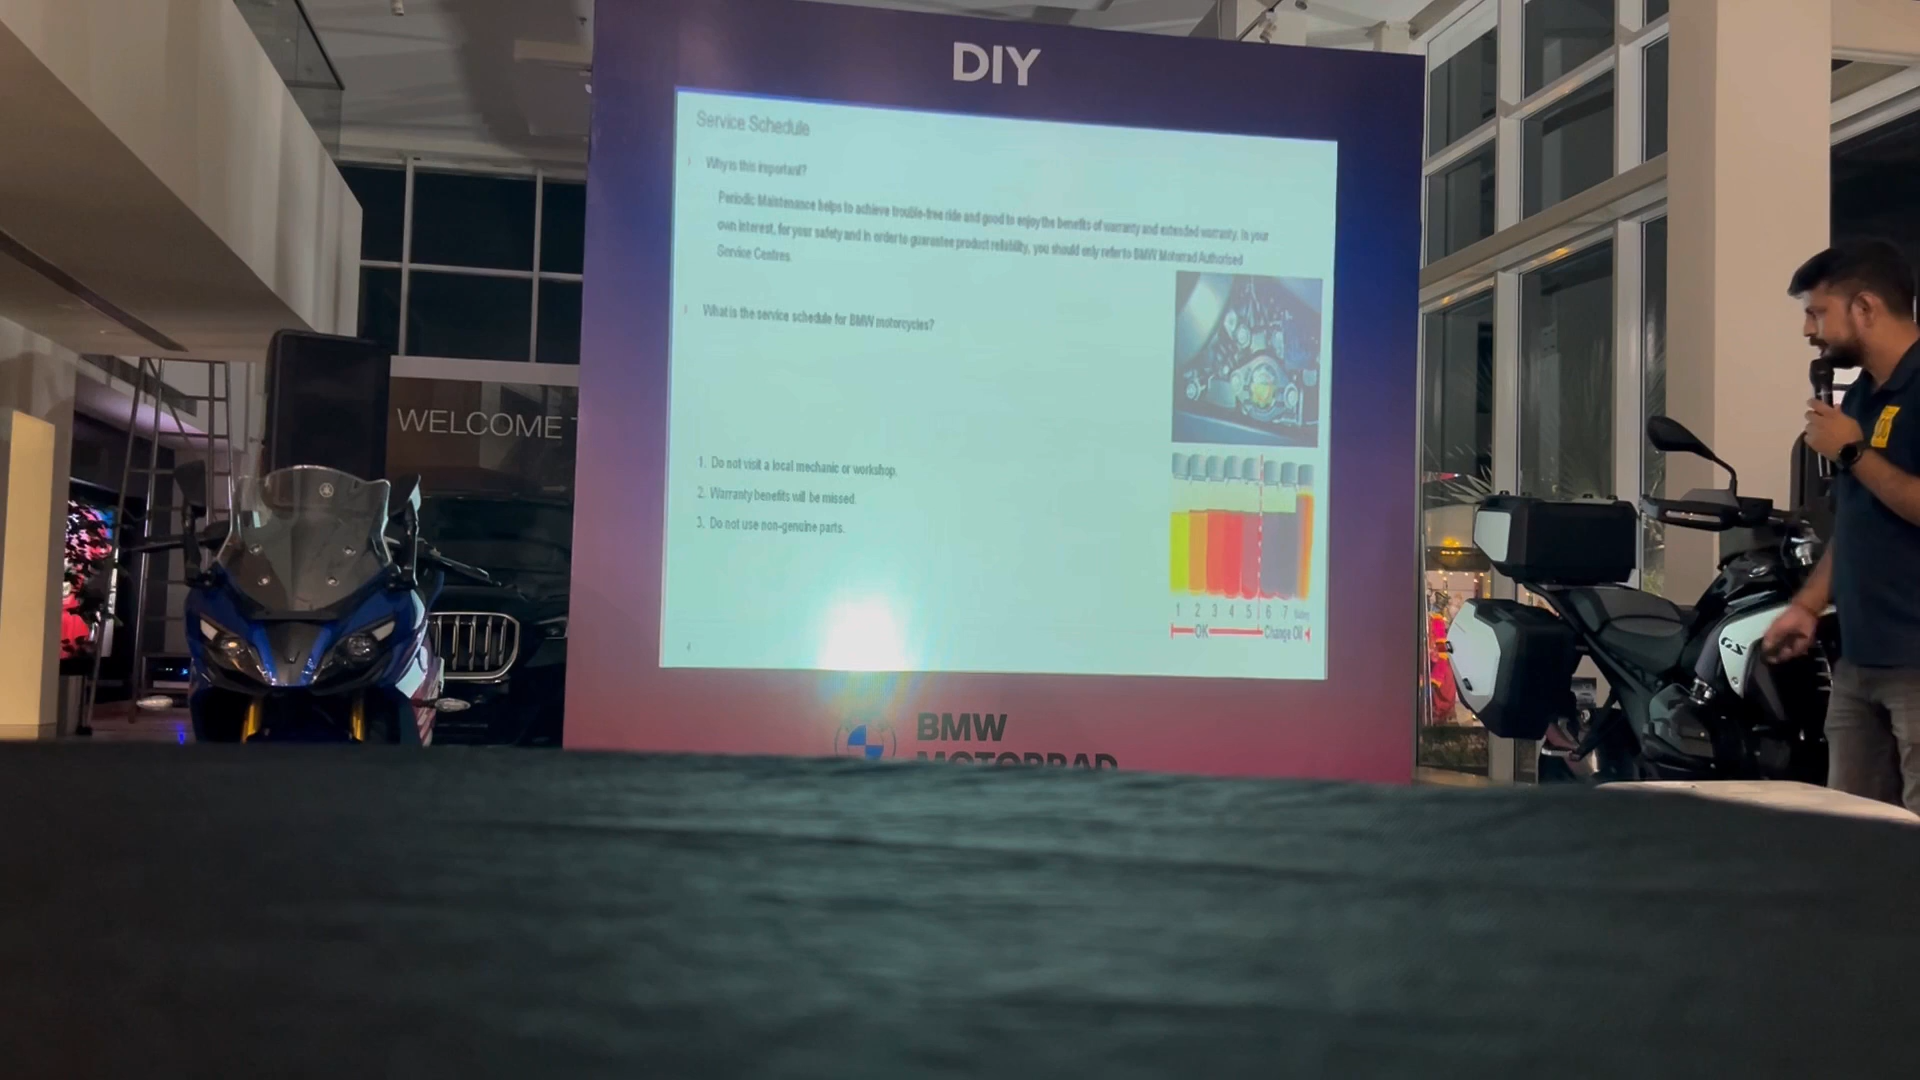 DIY
Service Schedule
Why is this important?
Periodic Maintenance helps to achieve trouble-free ride and good to enjoy the benefits of warranty and extended warranty. In your
own interest, for your safety and in order to guarantee product reliability, you should only refer to BMW Motorrad Authorised
Service Centres.
What is the service schedule for BMW motorcycles?
1. Do not visit a local mechanic or workshop.
2. Warranty benefits will be missed.
3. Do not use non-genuine parts.
1 2 3 4 5 6 7
OK Change Oil
4
WELCOME
BMW
MOTORRAD
GS